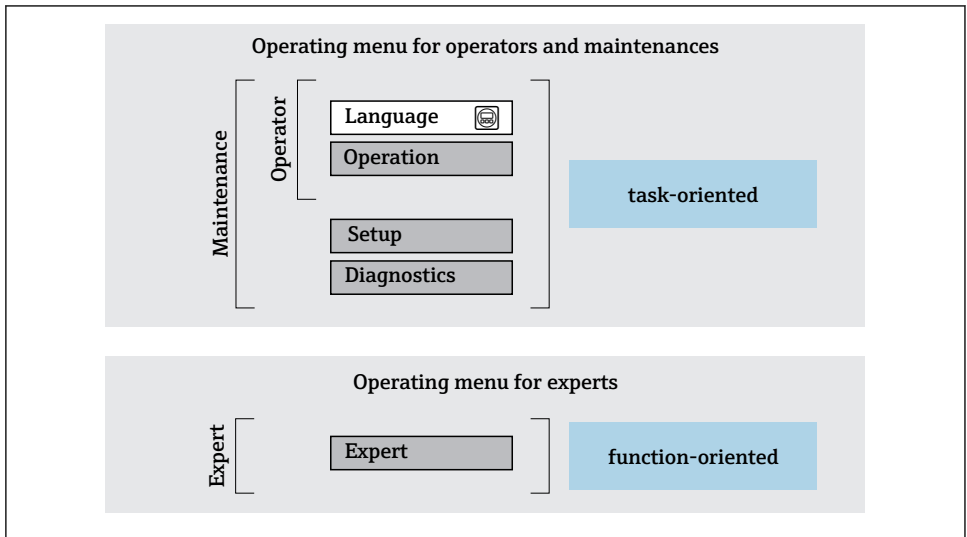 Operating menu for operators and maintenances
Maintenance
Operator
Language
Operation
task-oriented
Setup
Diagnostics
Operating menu for experts
Expert
Expert
function-oriented